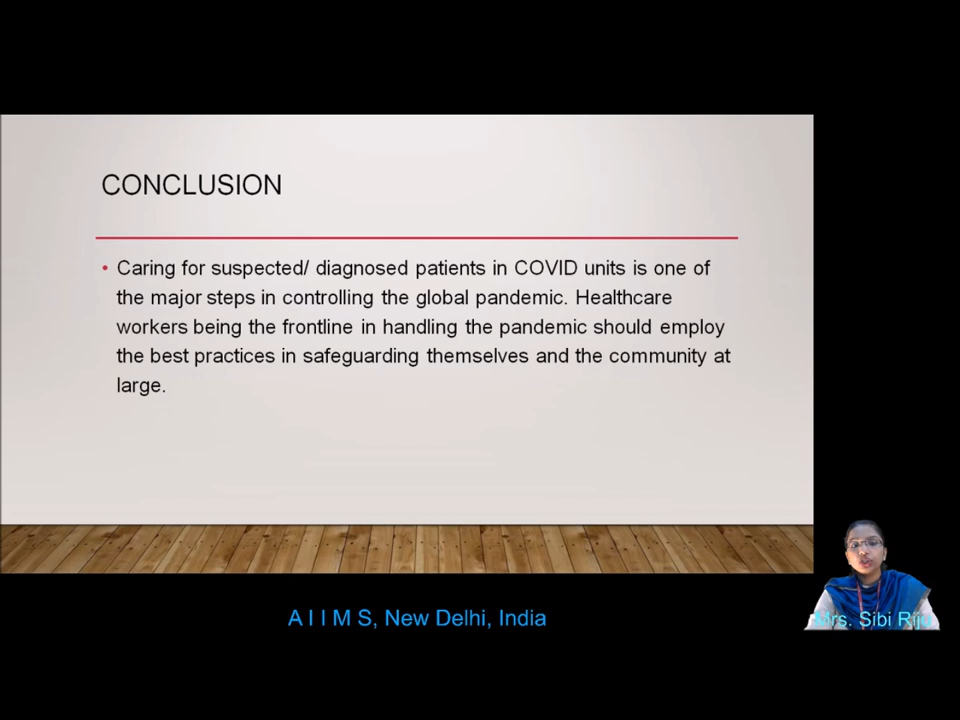 CONCLUSION
• Caring for suspected/ diagnosed patients in COVID units is one of
the major steps in controlling the global pandemic. Healthcare
workers being the frontline in handling the pandemic should employ
the best practices in safeguarding themselves and the community at
large.
A I I M S, New Delhi, India
Mrs. Sibi Riju